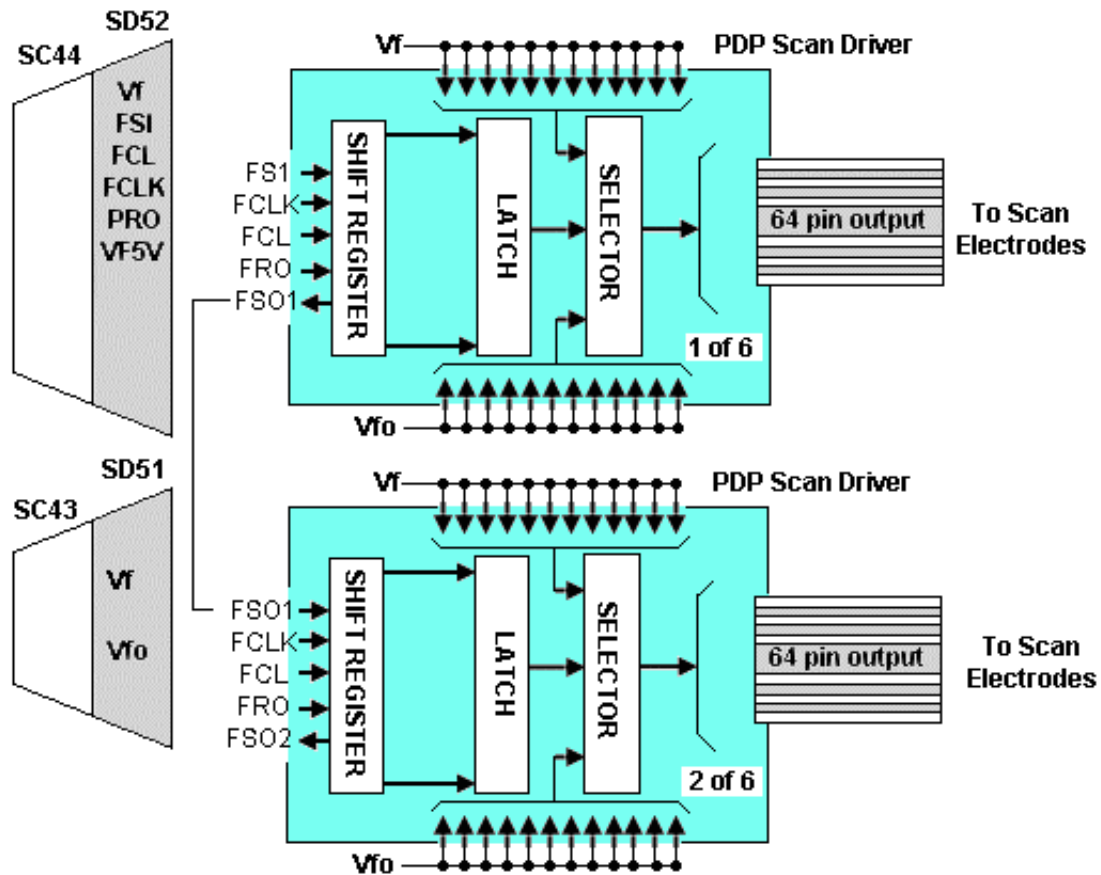 SD52
SC44
Vf
FSI
FCL
FCLK
PRO
VF5V
Vf
PDP Scan Driver
FS1
FCLK
FCL
FRO
FSO1
SHIFT REGISTER
LATCH
SELECTOR
1 of 6
64 pin output
To Scan
Electrodes
Vfo
SD51
SC43
Vf
Vfo
Vf
PDP Scan Driver
FSO1
FCLK
FCL
FRO
FSO2
SHIFT REGISTER
LATCH
SELECTOR
2 of 6
64 pin output
To Scan
Electrodes
Vfo